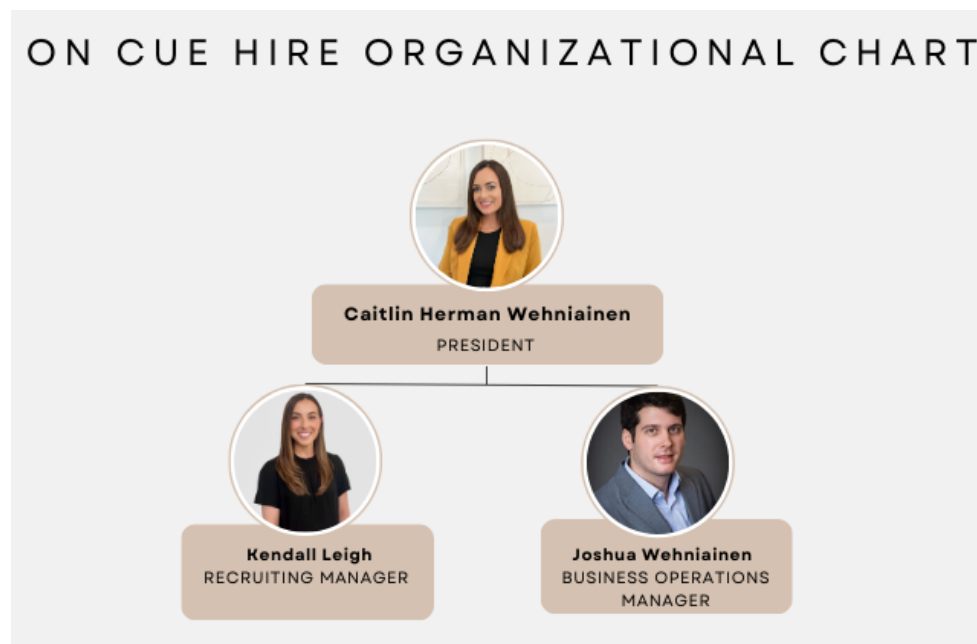 ON CUE HIRE ORGANIZATIONAL CHART
Caitlin Herman Wehniainen
PRESIDENT
Kendall Leigh
RECRUITING MANAGER
Joshua Wehniainen
BUSINESS OPERATIONS
MANAGER